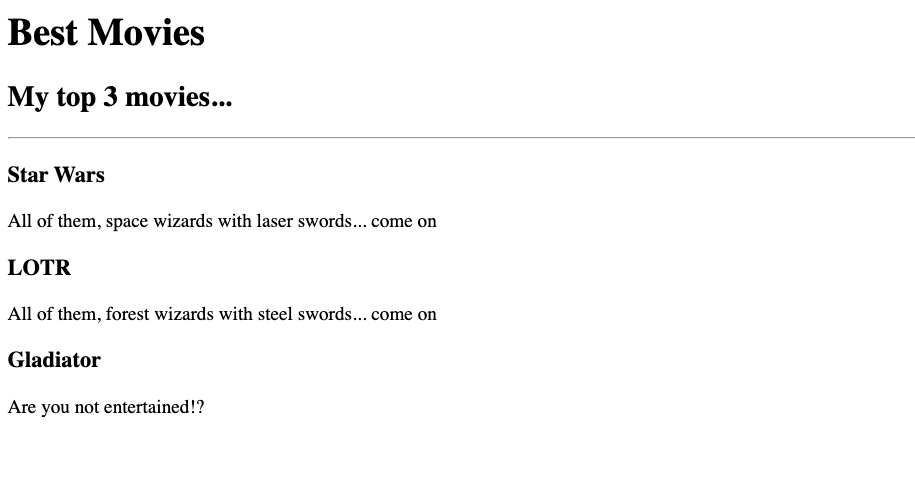 Best Movies
My top 3 movies...
Star Wars
All of them, space wizards with laser swords... come on
LOTR
All of them, forest wizards with steel swords... come on
Gladiator
Are you not entertained!?